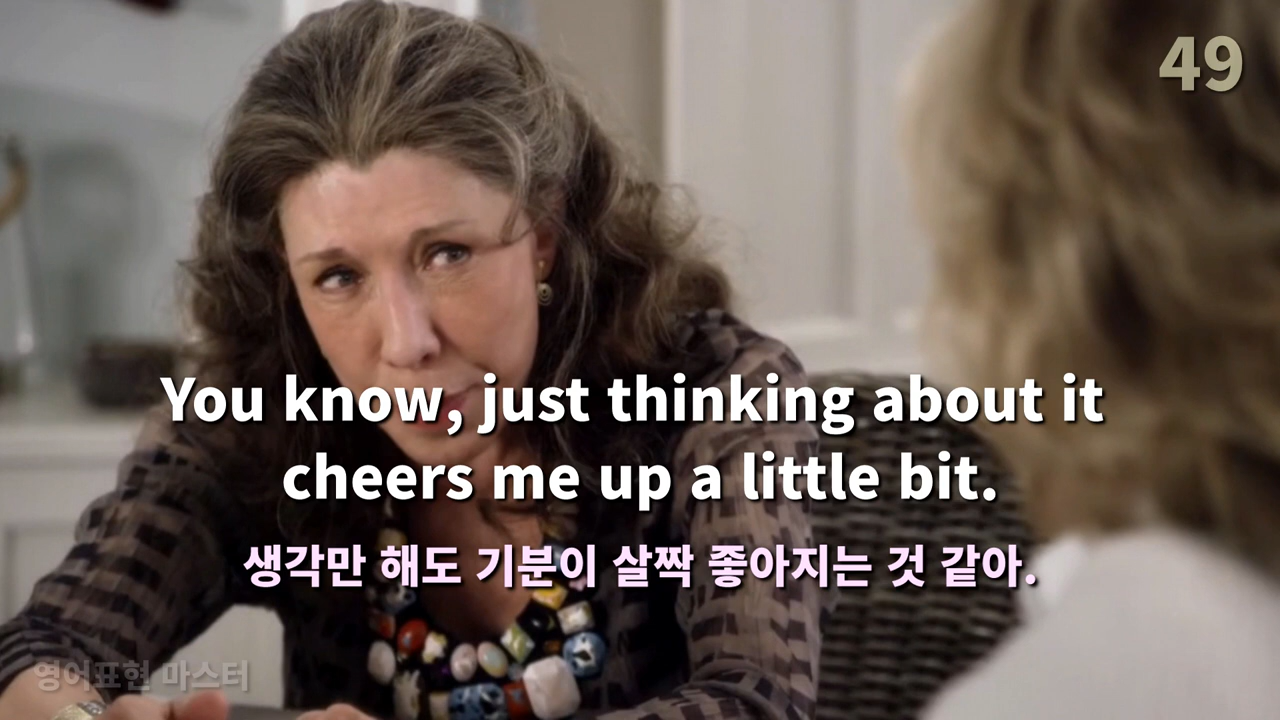 49
You know, just thinking about it
cheers me up a little bit.
생각만 해도 기분이 살짝 좋아지는 것 같아.
영어표현 마스터